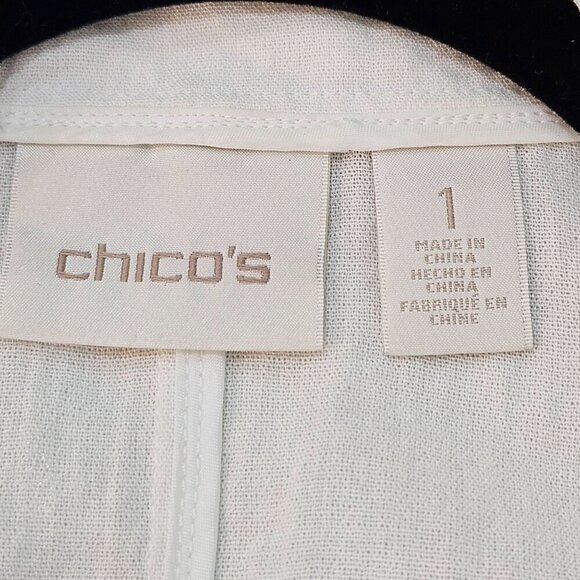 chico's
1
MADE IN
CHINA
HECHO EN
CHINA
FABRIQUÉ EN
CHINE